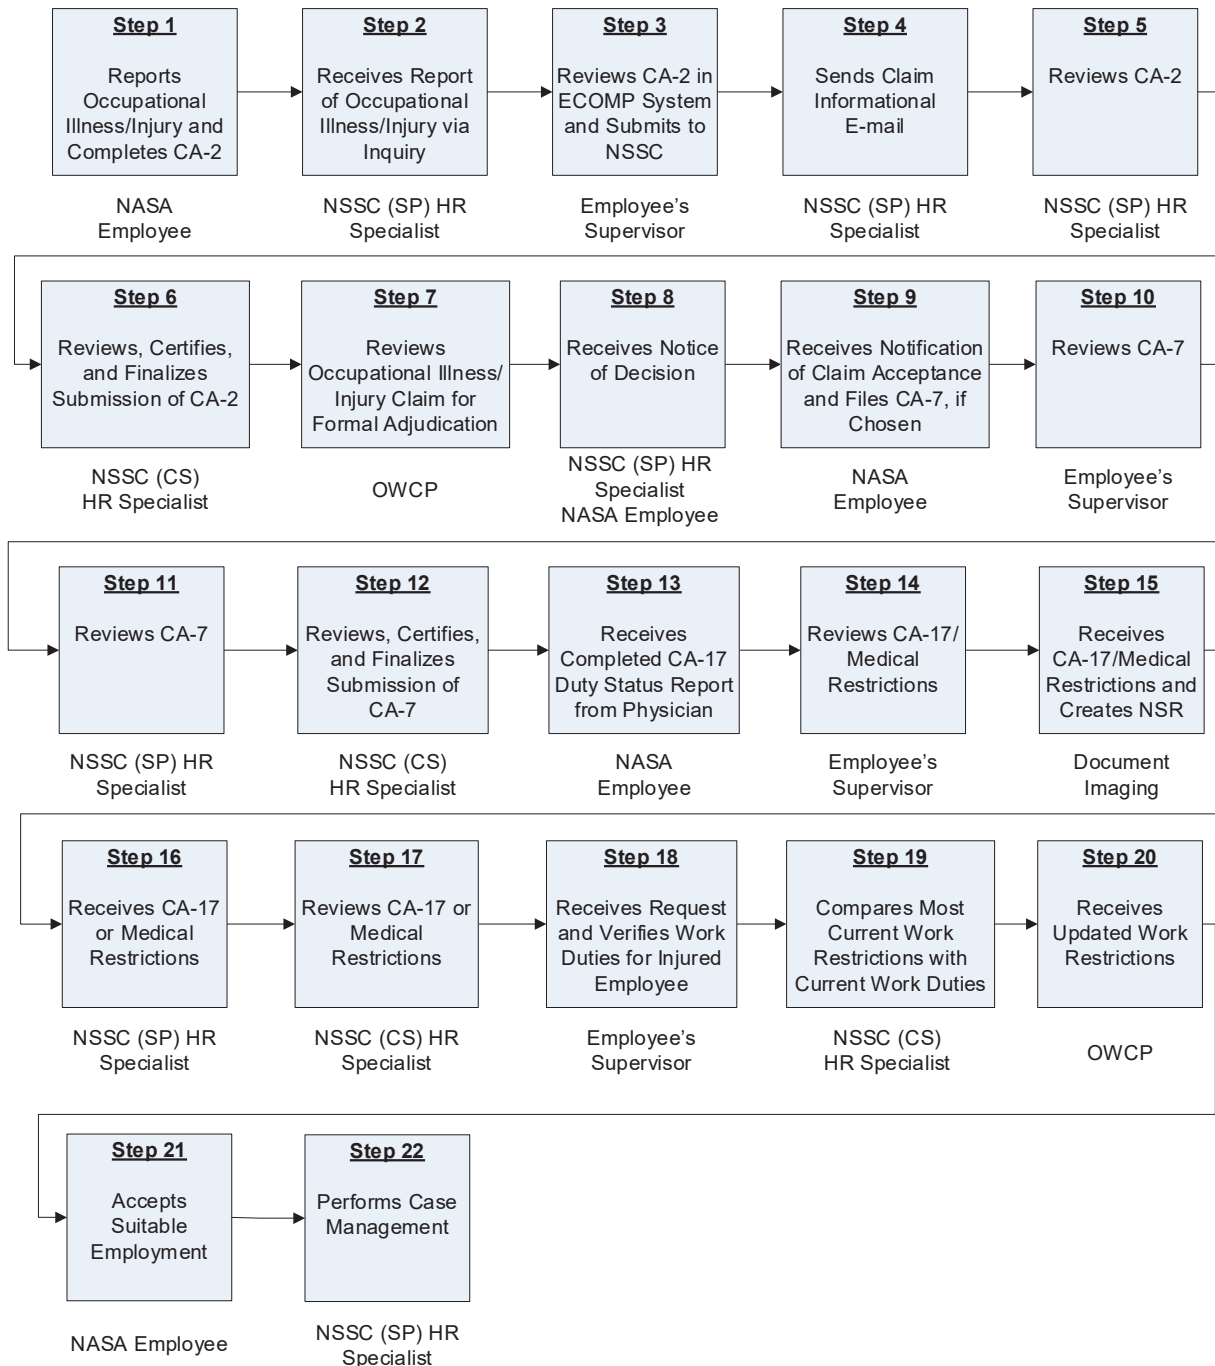 Step 1
Reports
Occupational
Illness/Injury and
Completes CA-2
NASA
Employee
Step 2
Receives Report
of Occupational
Illness/Injury via
Inquiry
NSSC (SP) HR
Specialist
Step 3
Reviews CA-2 in
ECOMP System
and Submits to
NSSC
Employee’s
Supervisor
Step 4
Sends Claim
Informational
E-mail
NSSC (SP) HR
Specialist
Step 5
Reviews CA-2
NSSC (SP) HR
Specialist
Step 6
Reviews, Certifies,
and Finalizes
Submission of CA-2
NSSC (CS)
HR Specialist
Step 7
Reviews
Occupational Illness/
Injury Claim for
Formal Adjudication
OWCP
Step 8
Receives Notice
of Decision
NSSC (SP) HR
Specialist
NASA Employee
Step 9
Receives Notification
of Claim Acceptance
and Files CA-7, if
Chosen
NASA
Employee
Step 10
Reviews CA-7
Employee’s
Supervisor
Step 11
Reviews CA-7
NSSC (SP) HR
Specialist
Step 12
Reviews, Certifies,
and Finalizes
Submission of
CA-7
NSSC (CS)
HR Specialist
Step 13
Receives
Completed CA-17
Duty Status Report
from Physician
NASA
Employee
Step 14
Reviews CA-17/
Medical
Restrictions
Employee’s
Supervisor
Step 15
Receives
CA-17/Medical
Restrictions and
Creates NSR
Document
Imaging
Step 16
Receives CA-17
or Medical
Restrictions
NSSC (SP) HR
Specialist
Step 17
Reviews CA-17 or
Medical
Restrictions
NSSC (CS) HR
Specialist
Step 18
Receives Request
and Verifies Work
Duties for Injured
Employee
Employee’s
Supervisor
Step 19
Compares Most
Current Work
Restrictions with
Current Work Duties
NSSC (CS)
HR Specialist
Step 20
Receives
Updated Work
Restrictions
OWCP
Step 21
Accepts
Suitable
Employment
NASA Employee
Step 22
Performs Case
Management
NSSC (SP) HR
Specialist